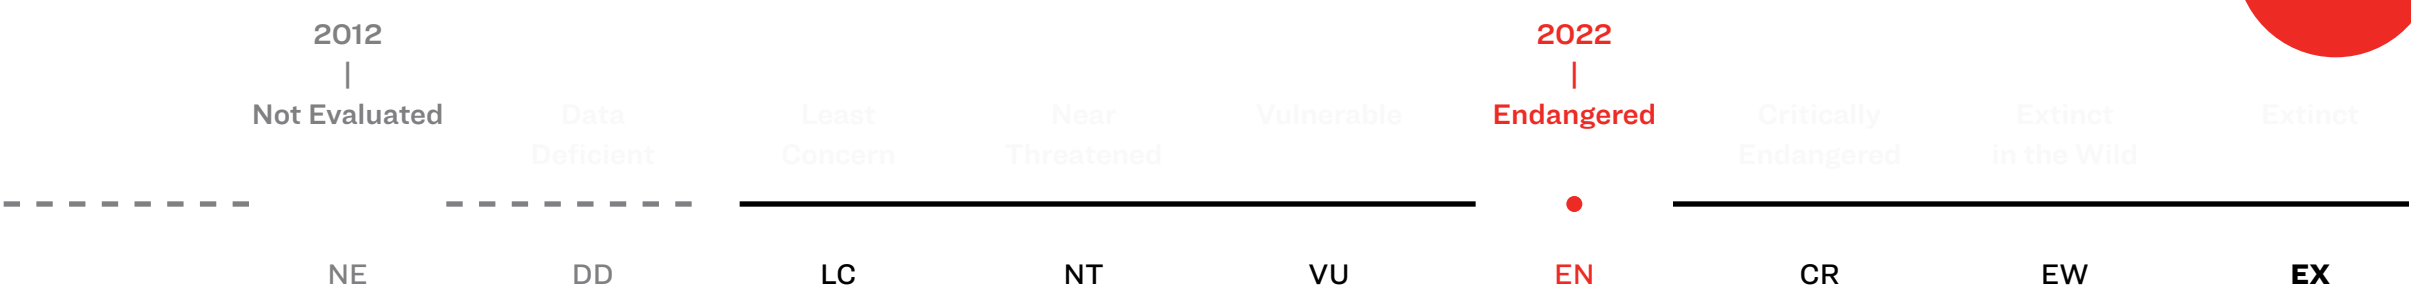 2012 2022
| |
Not Evaluated Data Least Near Vulnerable Endangered Critically Extinct Extinct
Deficient Concern Threatened Endangered in the Wild
NE DD LC NT VU EN CR EW EX